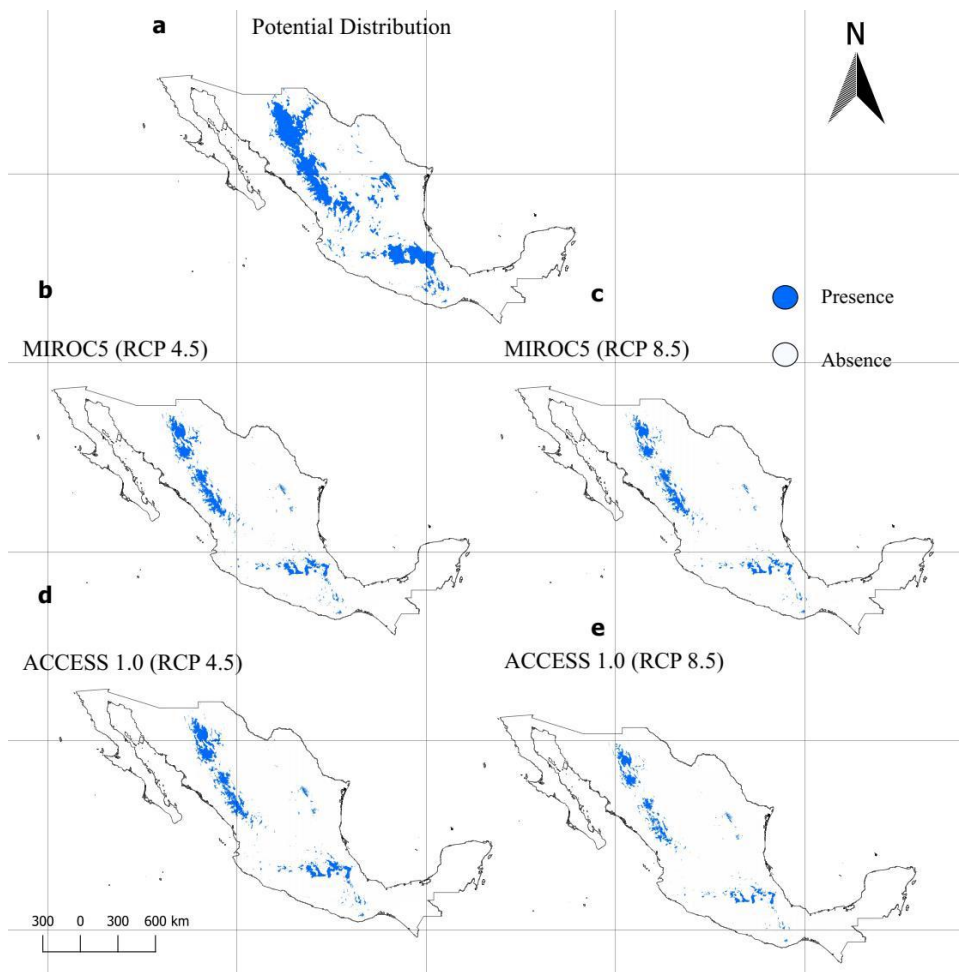 a
Potential Distribution
N
b
c
Presence
MIROC5 (RCP 4.5)
MIROC5 (RCP 8.5)
Absence
d
e
ACCESS 1.0 (RCP 4.5)
ACCESS 1.0 (RCP 8.5)
300 0 300 600 km